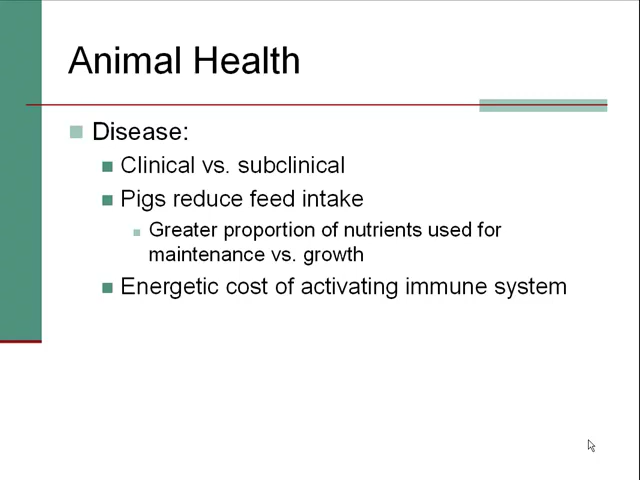 Animal Health
Disease:
Clinical vs. subclinical
Pigs reduce feed intake
Greater proportion of nutrients used for
maintenance vs. growth
Energetic cost of activating immune system